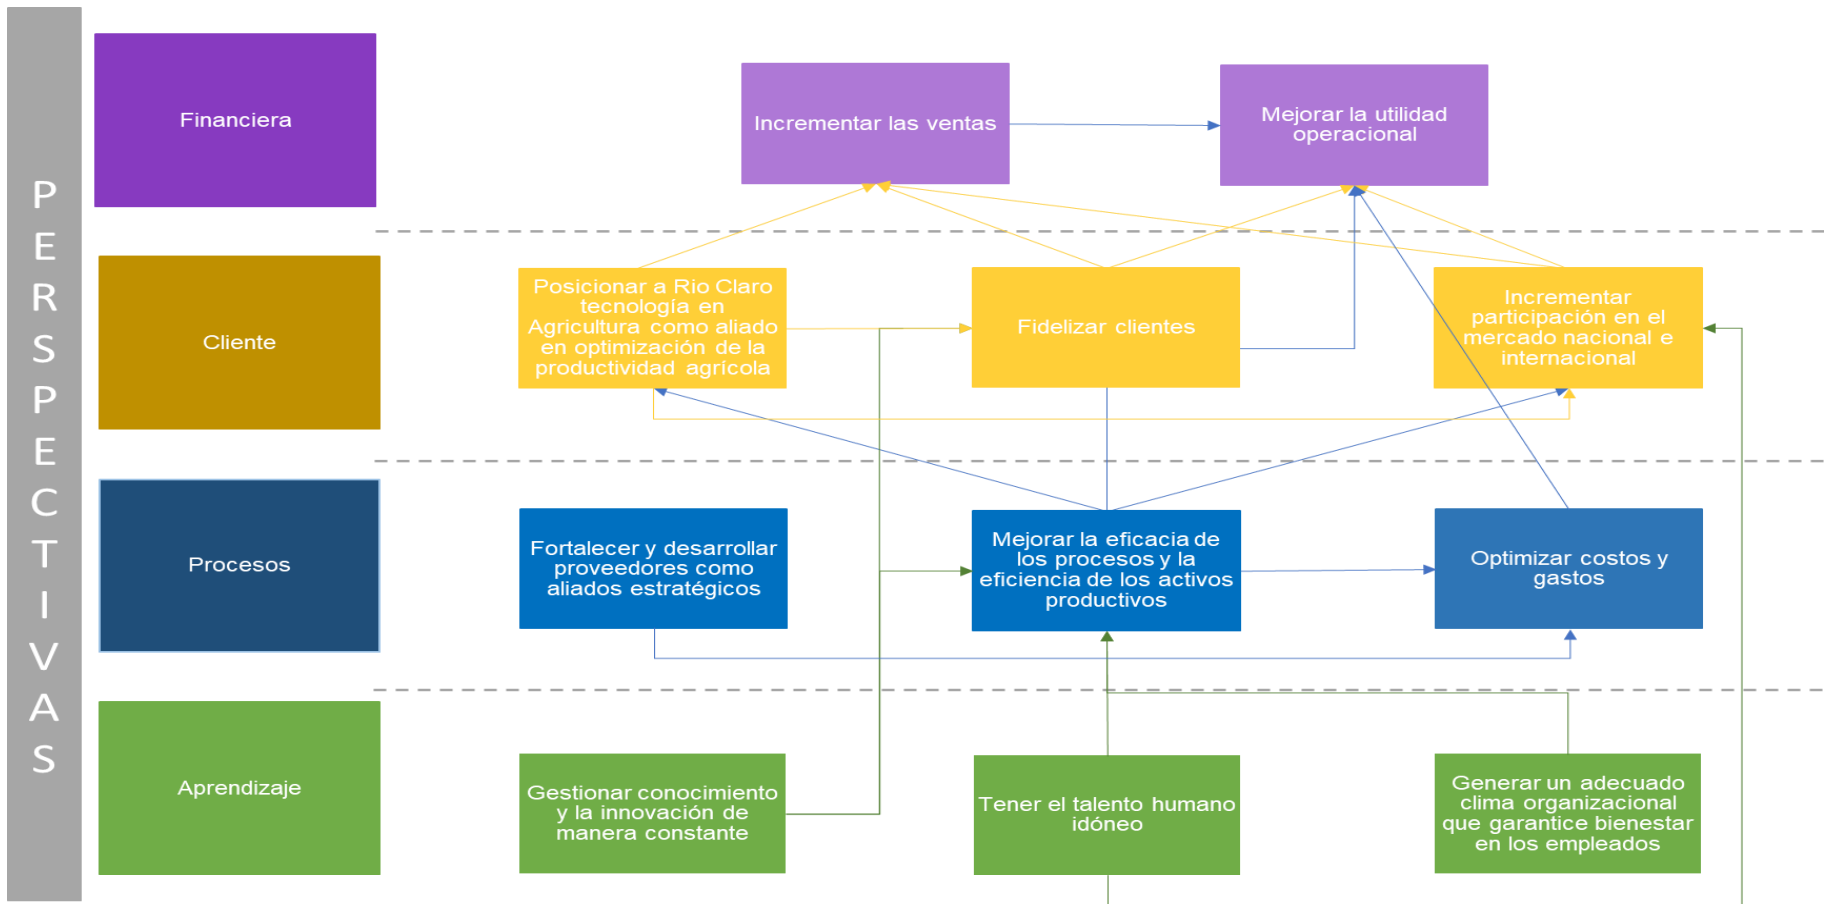 PERSPECTIVAS
Financiera
Incrementar las ventas
Mejorar la utilidad
operacional
Cliente
Posicionar a Rio Claro
tecnología en
Agricultura como aliado
en optimización de la
productividad agrícola
Fidelizar clientes
Incrementar
participación en el
mercado nacional e
internacional
Procesos
Fortalecer y desarrollar
proveedores como
aliados estratégicos
Mejorar la eficacia de
los procesos y la
eficiencia de los activos
productivos
Optimizar costos y
gastos
Aprendizaje
Gestionar conocimiento
y la innovación de
manera constante
Tener el talento humano
idóneo
Generar un adecuado
clima organizacional
que garantice bienestar
en los empleados